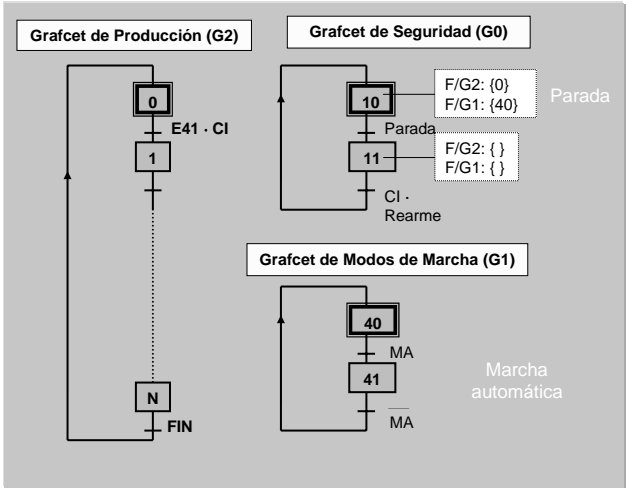 Grafcet de Producción (G2)
0
E41 · CI
1
N
FIN
Grafcet de Seguridad (G0)
10
F/G2: {0}
F/G1: {40}
Parada
Parada
11
F/G2: { }
F/G1: { }
CI ·
Rearme
Grafcet de Modos de Marcha (G1)
40
MA
41
M̅A̅
Marcha
automática